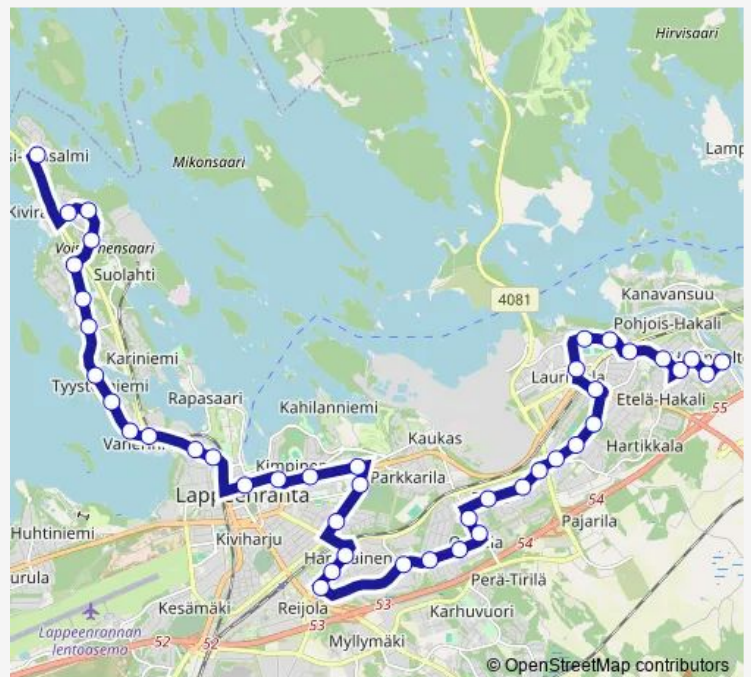 Hirvisaari
Mikonsaari
Suolahti
4081
Kanavansuu
Pohjois-Hakali
Kariniemi
Rapasaari
Kahilanniemi
Etelä-Hakali
55
Kaukas
Hartikkala
Parkkarila
Lappeenranta
54
Huhtiniemi
Kiviharju
Pajarila
54
Perä-Tirilä
Kesämäki
Reijola
53
Karhuvuori
53
Lappeenrannan
lentoasema
52
52
Myllymäki
© OpenStreetMap contributors